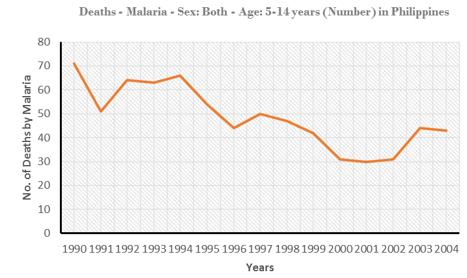 Deaths - Malaria - Sex: Both - Age: 5-14 years (Number) in Philippines
80
70
60
50
40
30
20
10
0
No. of Deaths by Malaria
1990 1991 1992 1993 1994 1995 1996 1997 1998 1999 2000 2001 2002 2003 2004
Years